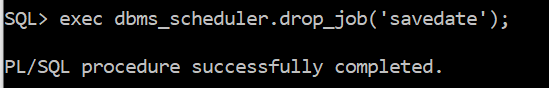 SQL> exec dbms_scheduler.drop_job('savedate');
PL/SQL procedure successfully completed.